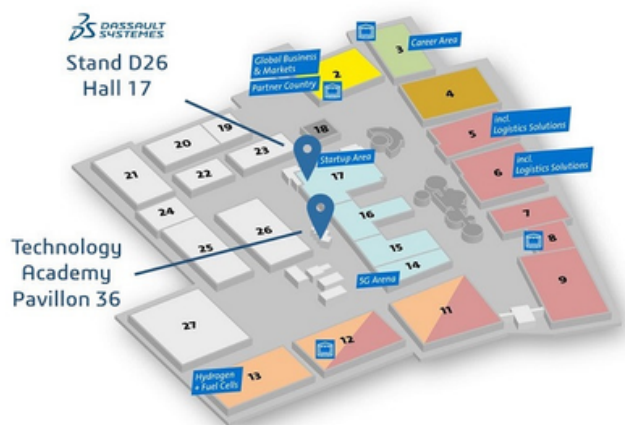 DASSAULT
SYSTEMES
Stand D26
Hall 17
Global Business
& Markets
Partner Country
2
3
Career Area
4
5
incl.
Logistics Solutions
6
incl.
Logistics Solutions
18
19
20
23
Startup Area
17
21
22
24
16
7
8
25
26
15
9
14
5G Arena
Technology
Academy
Pavillon 36
27
11
12
13
Hydrogen
+ Fuel Cells